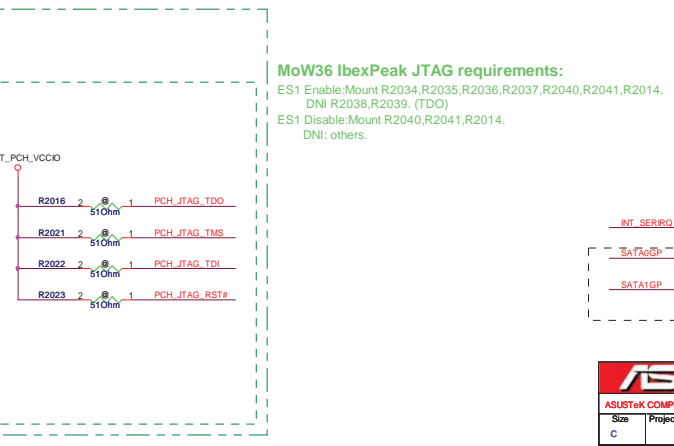 MoW36 IbexPeak JTAG requirements:
ES1 Enable:Mount R2034,R2035,R2036,R2037,R2040,R2041,R2014.
DNI R2038,R2039. (TDO)
ES1 Disable:Mount R2040,R2041,R2014.
DNI: others.
T_PCH_VCCIO
R2016 2 @ 1 PCH_JTAG_TDO
51Ohm
R2021 2 @ 1 PCH_JTAG_TMS
51Ohm
R2022 2 @ 1 PCH_JTAG_TDI
51Ohm
R2023 2 @ 1 PCH_JTAG_RST#
51Ohm
INT_SERIRQ
SATA0GP
SATA1GP
ASUSTeK COMP
Size Projec
C